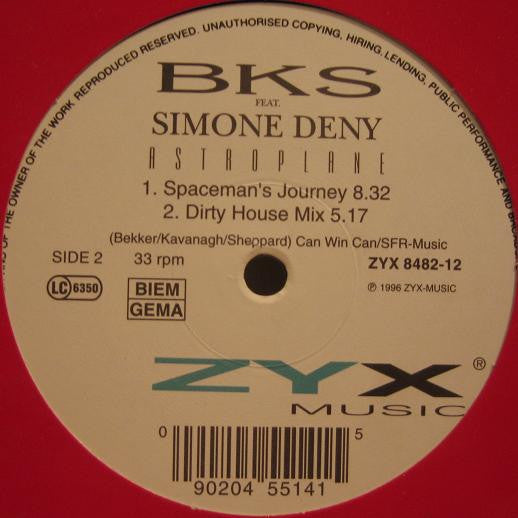 OF THE OWNER OF THE WORK REPRODUCED RESERVED. UNAUTHORISED COPYING, HIRING, LENDING, PUBLIC PERFORMANCE AND
BKS
FEAT.
SIMONE DENY
ASTROPLANE
1. Spaceman's Journey 8.32
2. Dirty House Mix 5.17
(Bekker/Kavanagh/Sheppard) Can Win Can/SFR-Music
SIDE 2 33 rpm ZYX 8482-12
LC 6350 BIEM ℗ 1996 ZYX-MUSIC
GEMA
ZYX ®
MUSIC
0 5
90204 55141